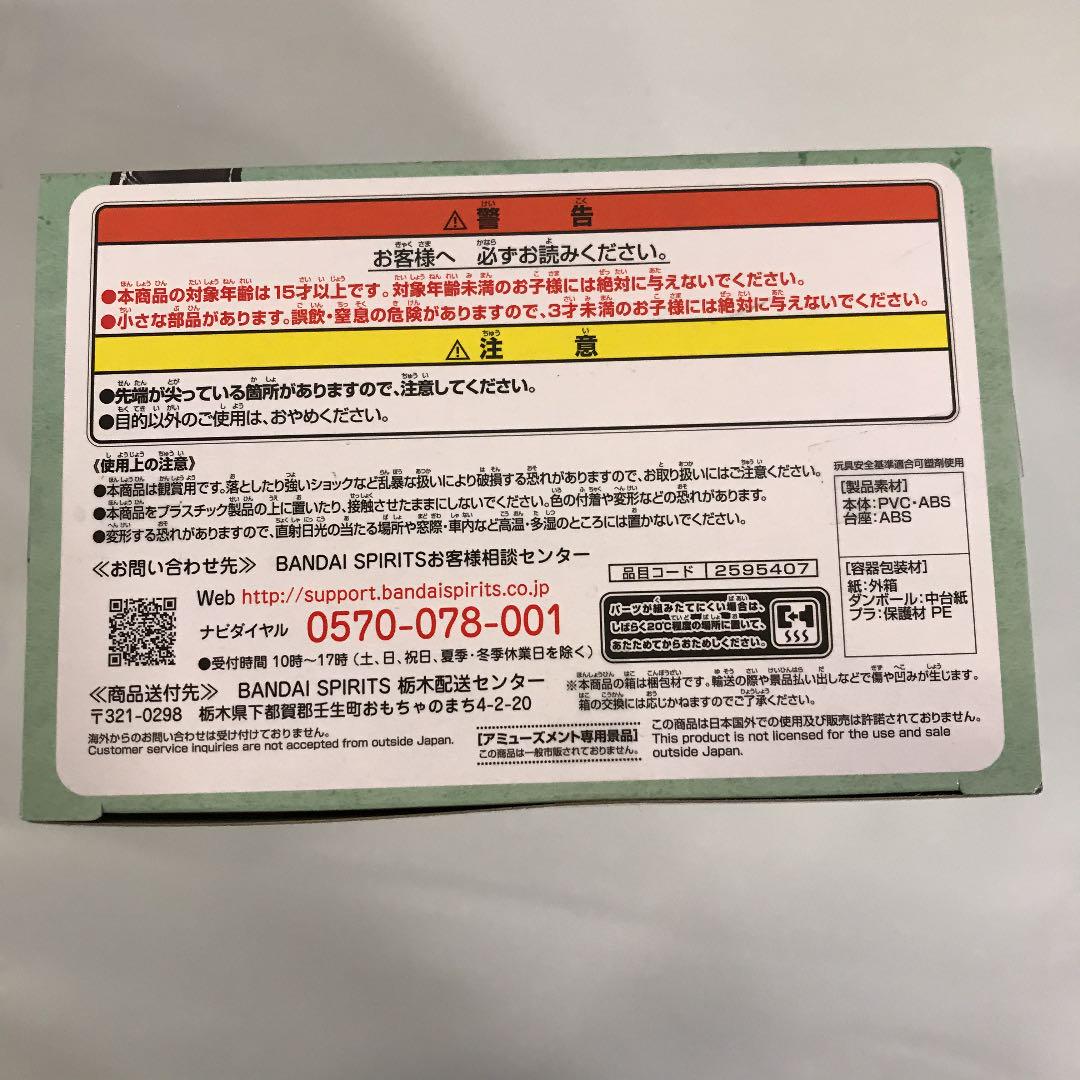 ⚠警告
お客様へ 必ずお読みください。
●本商品の対象年齢は15才以上です。対象年齢未満のお子様には絶対に与えないでください。
●小さな部品があります。誤飲・窒息の危険がありますので、3才未満のお子様には絶対に与えないでください。
⚠注意
●先端が尖っている箇所がありますので、注意してください。
●目的以外のご使用は、おやめください。
《使用上の注意》
●本商品は観賞用です。落としたり強いショックなど乱暴な扱いにより破損する恐れがありますので、お取り扱いにはご注意ください。
●本商品をプラスチック製品の上に置いたり、接触させたままにしないでください。色の付着や変形などの恐れがあります。
●変形する恐れがありますので、直射日光の当たる場所や窓際・車内など高温・多湿のところには置かないでください。
玩具安全基準適合可塑剤使用
[製品素材]
本体:PVC・ABS
台座:ABS
[容器包装材]
紙:外箱
ダンボール:中台紙
プラ:保護材 PE
≪お問い合わせ先≫ BANDAI SPIRITSお客様相談センター
Web http://support.bandaispirits.co.jp
ナビダイヤル 0570-078-001
●受付時間 10時〜17時(土、日、祝日、夏季・冬季休業日を除く)
品目コード 2595407
パーツが組みたてにくい場合は、
しばらく20℃程度の場所に置いて、
あたためてからおためしください。
≪商品送付先≫ BANDAI SPIRITS 栃木配送センター
〒321-0298 栃木県下都賀郡壬生町おもちゃのまち4-2-20
※本商品の箱は梱包材です。輸送の際や景品払い出しなどで傷や凹みが生じます。
箱の交換には応じかねますのでご了承ください。
海外からのお問い合わせは受け付けておりません。
Customer service inquiries are not accepted from outside Japan.
[アミューズメント専用景品]
この商品は一般市販されておりません。
この商品は日本国外での使用及び販売は許諾されておりません。
This product is not licensed for the use and sale
outside Japan.